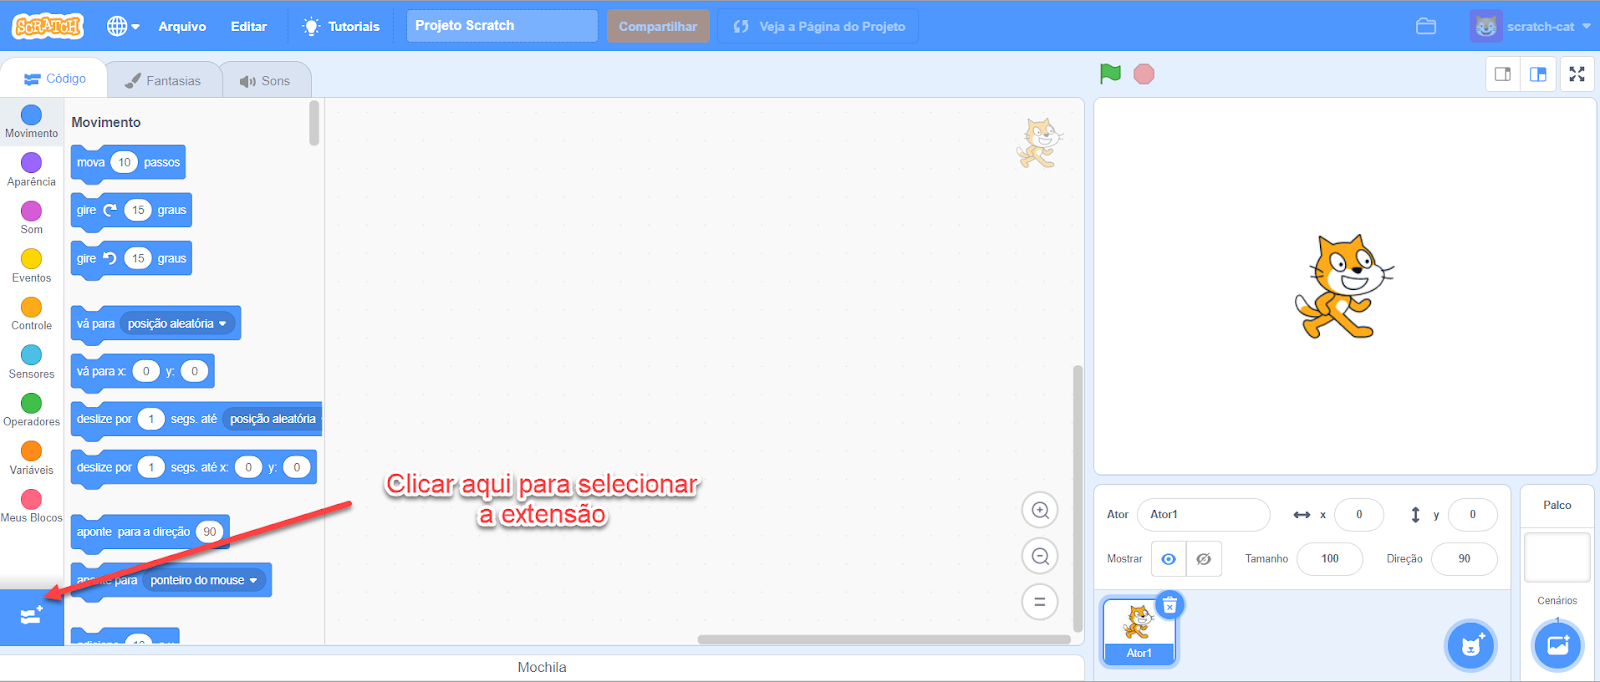 SCRATCH
Arquivo
Editar
Tutoriais
Projeto Scratch
Compartilhar
Veja a Página do Projeto
scratch-cat
Código
Fantasias
Sons
Movimento
Aparência
Som
Eventos
Controle
Sensores
Operadores
Variáveis
Meus Blocos
Movimento
mova 10 passos
gire 15 graus
gire 15 graus
vá para posição aleatória
vá para x: 0 y: 0
deslize por 1 segs. até posição aleatória
deslize por 1 segs. até x: 0 y: 0
aponte para a direção 90
aponte para ponteiro do mouse
Clicar aqui para selecionar
a extensão
Mochila
Ator Ator1 x 0 y 0
Mostrar Tamanho 100 Direção 90
Ator1
Palco
Cenários
1